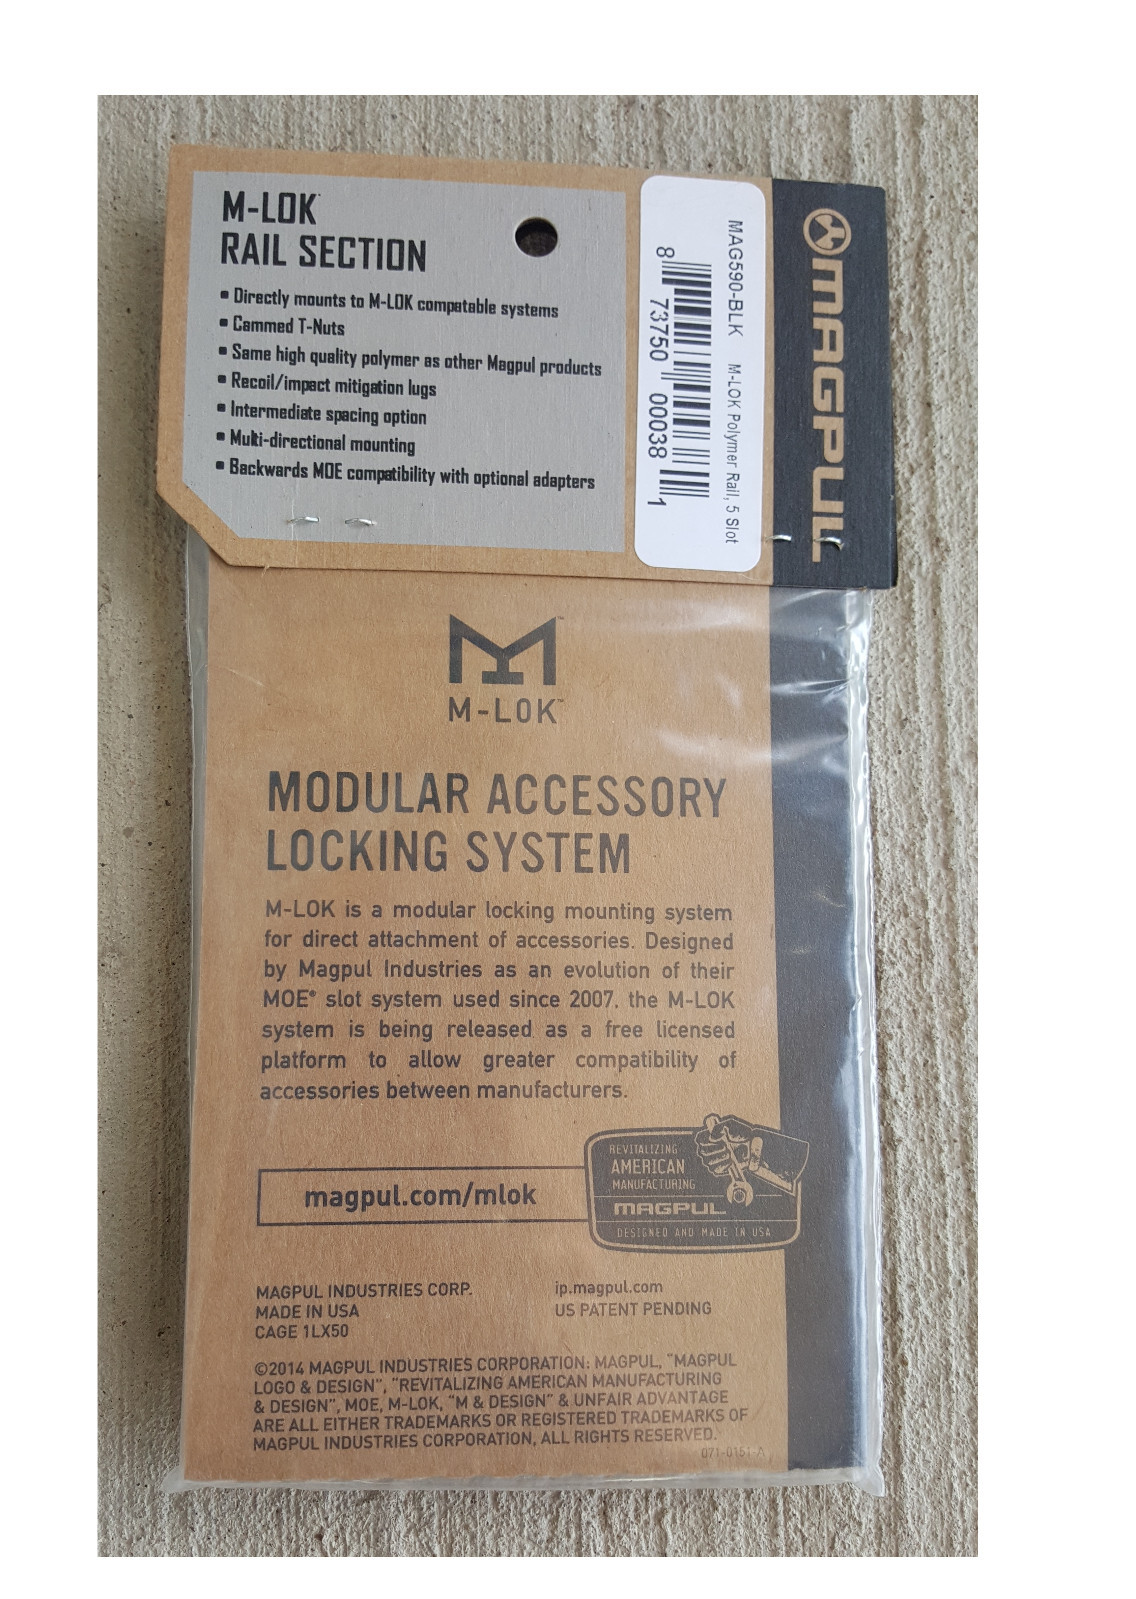 M-LOK
RAIL SECTION
▪ Directly mounts to M-LOK compatable systems
▪ Cammed T-Nuts
▪ Same high quality polymer as other Magpul products
▪ Recoil/impact mitigation lugs
▪ Intermediate spacing option
▪ Multi-directional mounting
▪ Backwards MOE compatibility with optional adapters
MAG590-BLK M-LOK Polymer Rail, 5 Slot
8 73750 00038 1
MAGPUL
M-LOK™
MODULAR ACCESSORY
LOCKING SYSTEM
M-LOK is a modular locking mounting system
for direct attachment of accessories. Designed
by Magpul Industries as an evolution of their
MOE® slot system used since 2007, the M-LOK
system is being released as a free licensed
platform to allow greater compatibility of
accessories between manufacturers.
magpul.com/mlok
REVITALIZING
AMERICAN
MANUFACTURING
MAGPUL
DESIGNED AND MADE IN USA
MAGPUL INDUSTRIES CORP.
MADE IN USA
CAGE 1LX50
ip.magpul.com
US PATENT PENDING
©2014 MAGPUL INDUSTRIES CORPORATION: MAGPUL, "MAGPUL
LOGO & DESIGN", "REVITALIZING AMERICAN MANUFACTURING
& DESIGN", MOE, M-LOK, "M & DESIGN" & UNFAIR ADVANTAGE
ARE ALL EITHER TRADEMARKS OR REGISTERED TRADEMARKS OF
MAGPUL INDUSTRIES CORPORATION, ALL RIGHTS RESERVED.
071-0151-A